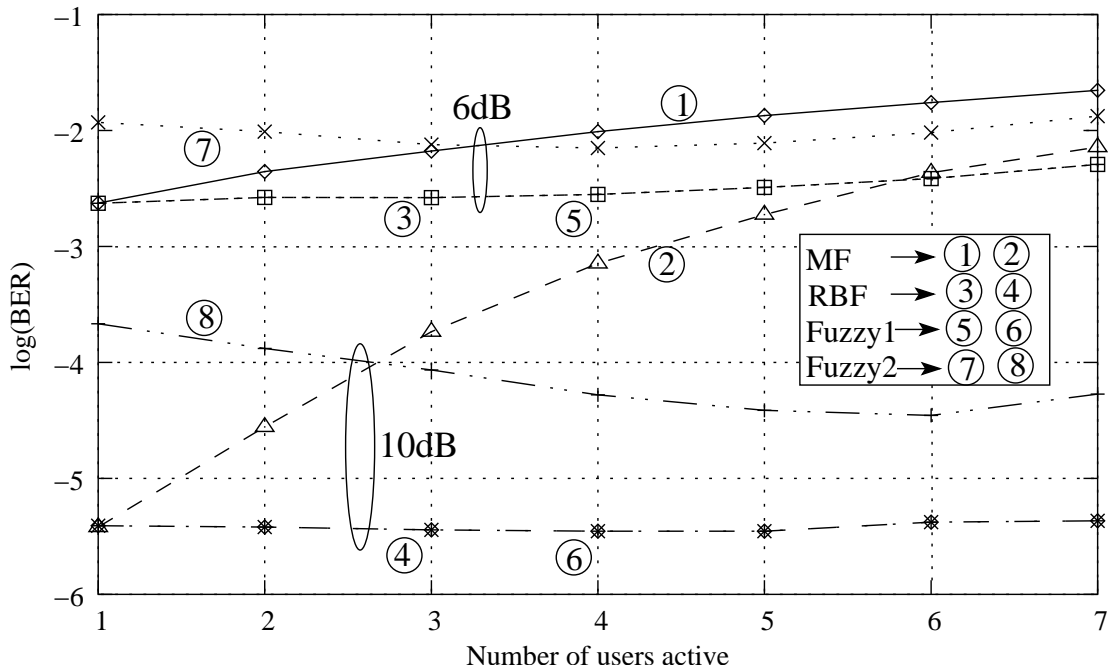 −1
−2
−3
−4
−5
−6
log(BER)
1 2 3 4 5 6 7
Number of users active
6dB
10dB
1
7
3 5
2
8
4 6
MF 1 2
RBF 3 4
Fuzzy1 5 6
Fuzzy2 7 8